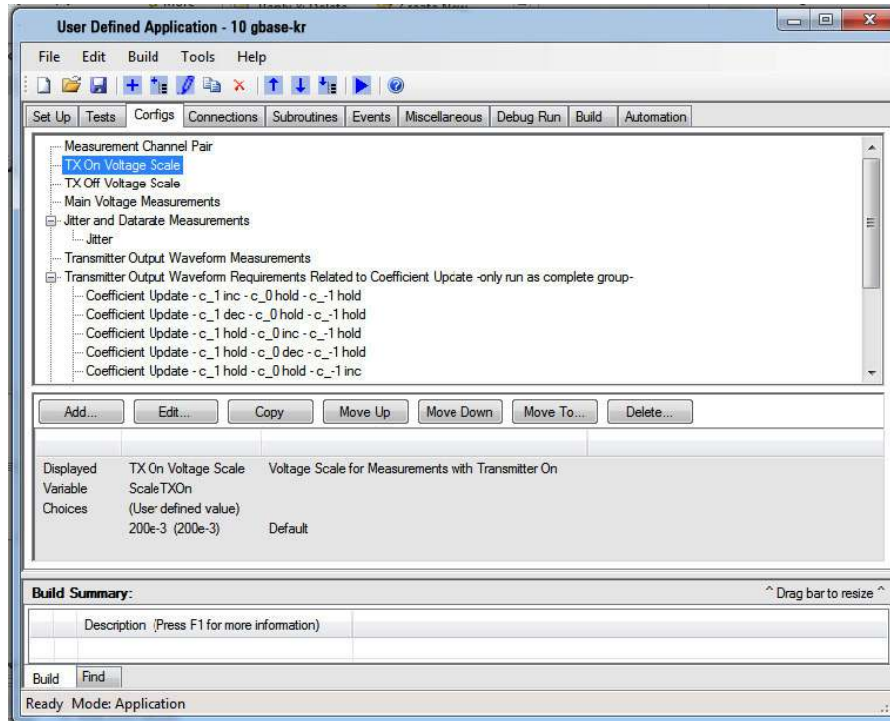 User Defined Application - 10 gbase-kr
File Edit Build Tools Help
Set Up Tests Configs Connections Subroutines Events Miscellaneous Debug Run Build Automation
Measurement Channel Pair
TX On Voltage Scale
TX Off Voltage Scale
Main Voltage Measurements
Jitter and Datarate Measurements
Jitter
Transmitter Output Waveform Measurements
Transmitter Output Waveform Requirements Related to Coefficient Update -only run as complete group-
Coefficient Update - c_1 inc - c_0 hold - c_-1 hold
Coefficient Update - c_1 dec - c_0 hold - c_-1 hold
Coefficient Update - c_1 hold - c_0 inc - c_-1 hold
Coefficient Update - c_1 hold - c_0 dec - c_-1 hold
Coefficient Update - c_1 hold - c_0 hold - c_-1 inc
Add... Edit... Copy Move Up Move Down Move To... Delete...
Displayed TX On Voltage Scale Voltage Scale for Measurements with Transmitter On
Variable ScaleTXOn
Choices (User defined value)
200e-3 (200e-3) Default
Build Summary: ^ Drag bar to resize ^
Description (Press F1 for more information)
Build Find
Ready Mode: Application